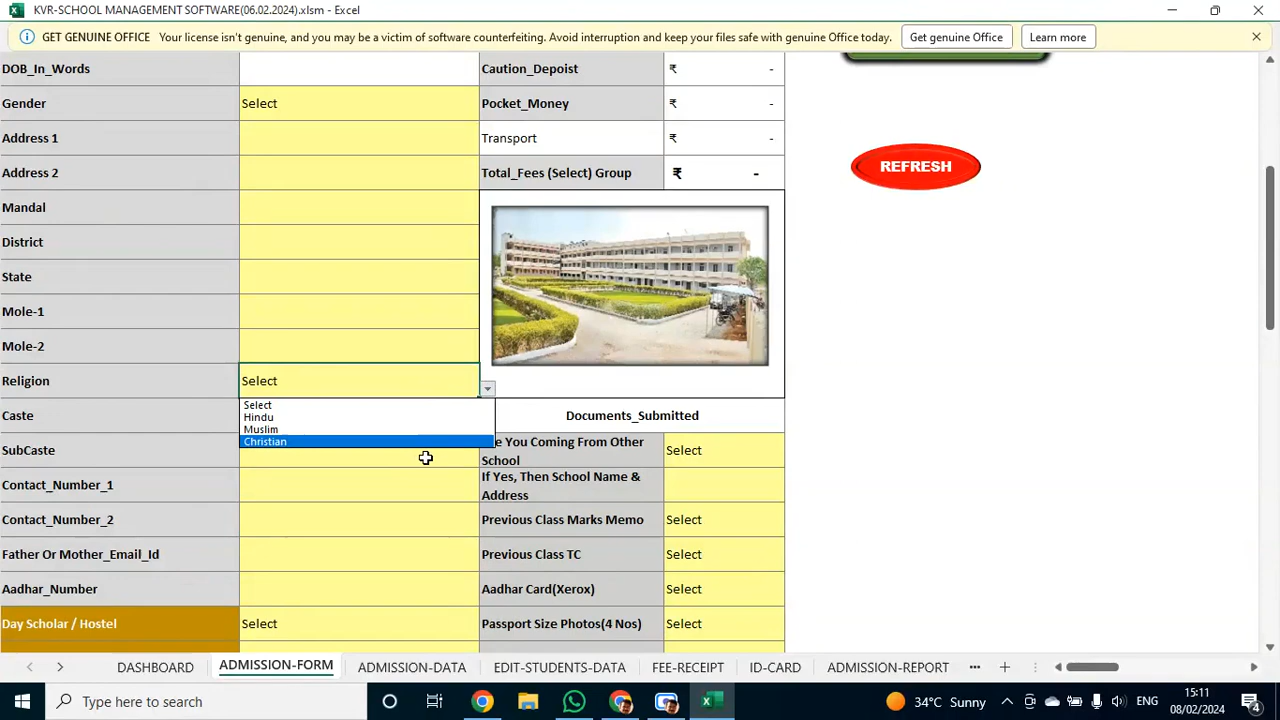 KVR-SCHOOL MANAGEMENT SOFTWARE(06.02.2024).xlsm - Excel
GET GENUINE OFFICE Your license isn't genuine, and you may be a victim of software counterfeiting. Avoid interruption and keep your files safe with genuine Office today. Get genuine Office Learn more
DOB_In_Words Caution_Depoist ₹ -
Gender Select Pocket_Money ₹ -
Address 1 Transport ₹ -
Address 2 Total_Fees (Select) Group ₹ -
REFRESH
Mandal
District
State
Mole-1
Mole-2
Religion Select
Select
Hindu
Muslim
Christian
Caste Documents_Submitted
SubCaste e You Coming From Other School Select
Contact_Number_1 If Yes, Then School Name & Address
Contact_Number_2 Previous Class Marks Memo Select
Father Or Mother_Email_Id Previous Class TC Select
Aadhar_Number Aadhar Card(Xerox) Select
Day Scholar / Hostel Select Passport Size Photos(4 Nos) Select
DASHBOARD ADMISSION-FORM ADMISSION-DATA EDIT-STUDENTS-DATA FEE-RECEIPT ID-CARD ADMISSION-REPORT ...
Type here to search 34°C Sunny ENG 15:11 08/02/2024 4